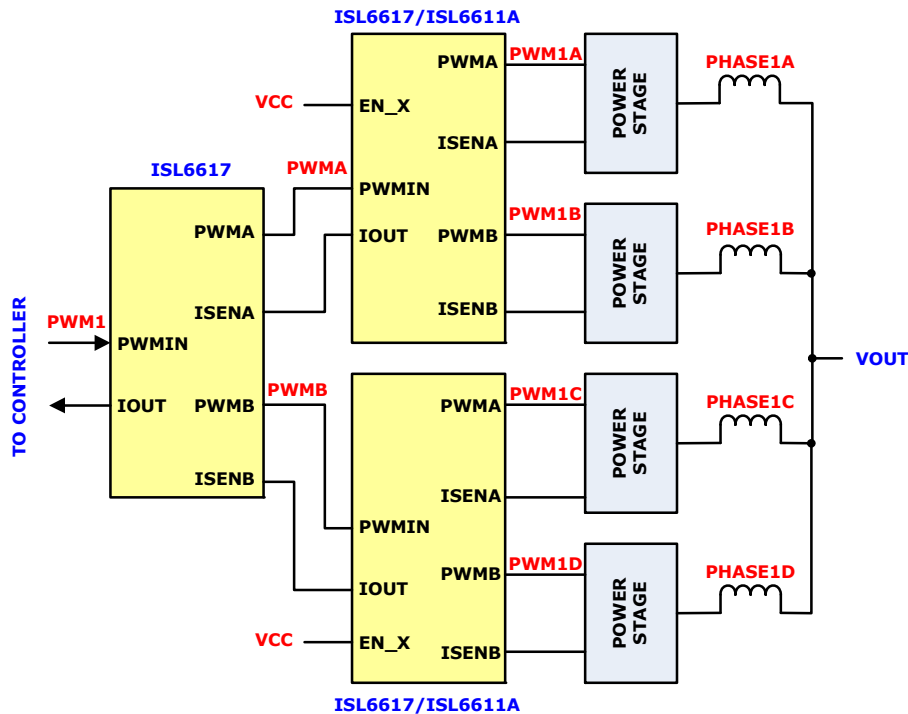 ISL6617/ISL6611A
PWMA
PWM1A
POWER
STAGE
PHASE1A
VCC
EN_X
ISENA
ISL6617
PWMA
PWMIN
PWMA
IOUT
PWMB
PWM1B
POWER
STAGE
PHASE1B
ISENA
ISENB
TO CONTROLLER
PWM1
PWMIN
VOUT
IOUT
PWMB
PWMB
PWMA
PWM1C
POWER
STAGE
PHASE1C
ISENB
ISENA
PWMIN
PWMB
PWM1D
POWER
STAGE
PHASE1D
IOUT
VCC
EN_X
ISENB
ISL6617/ISL6611A